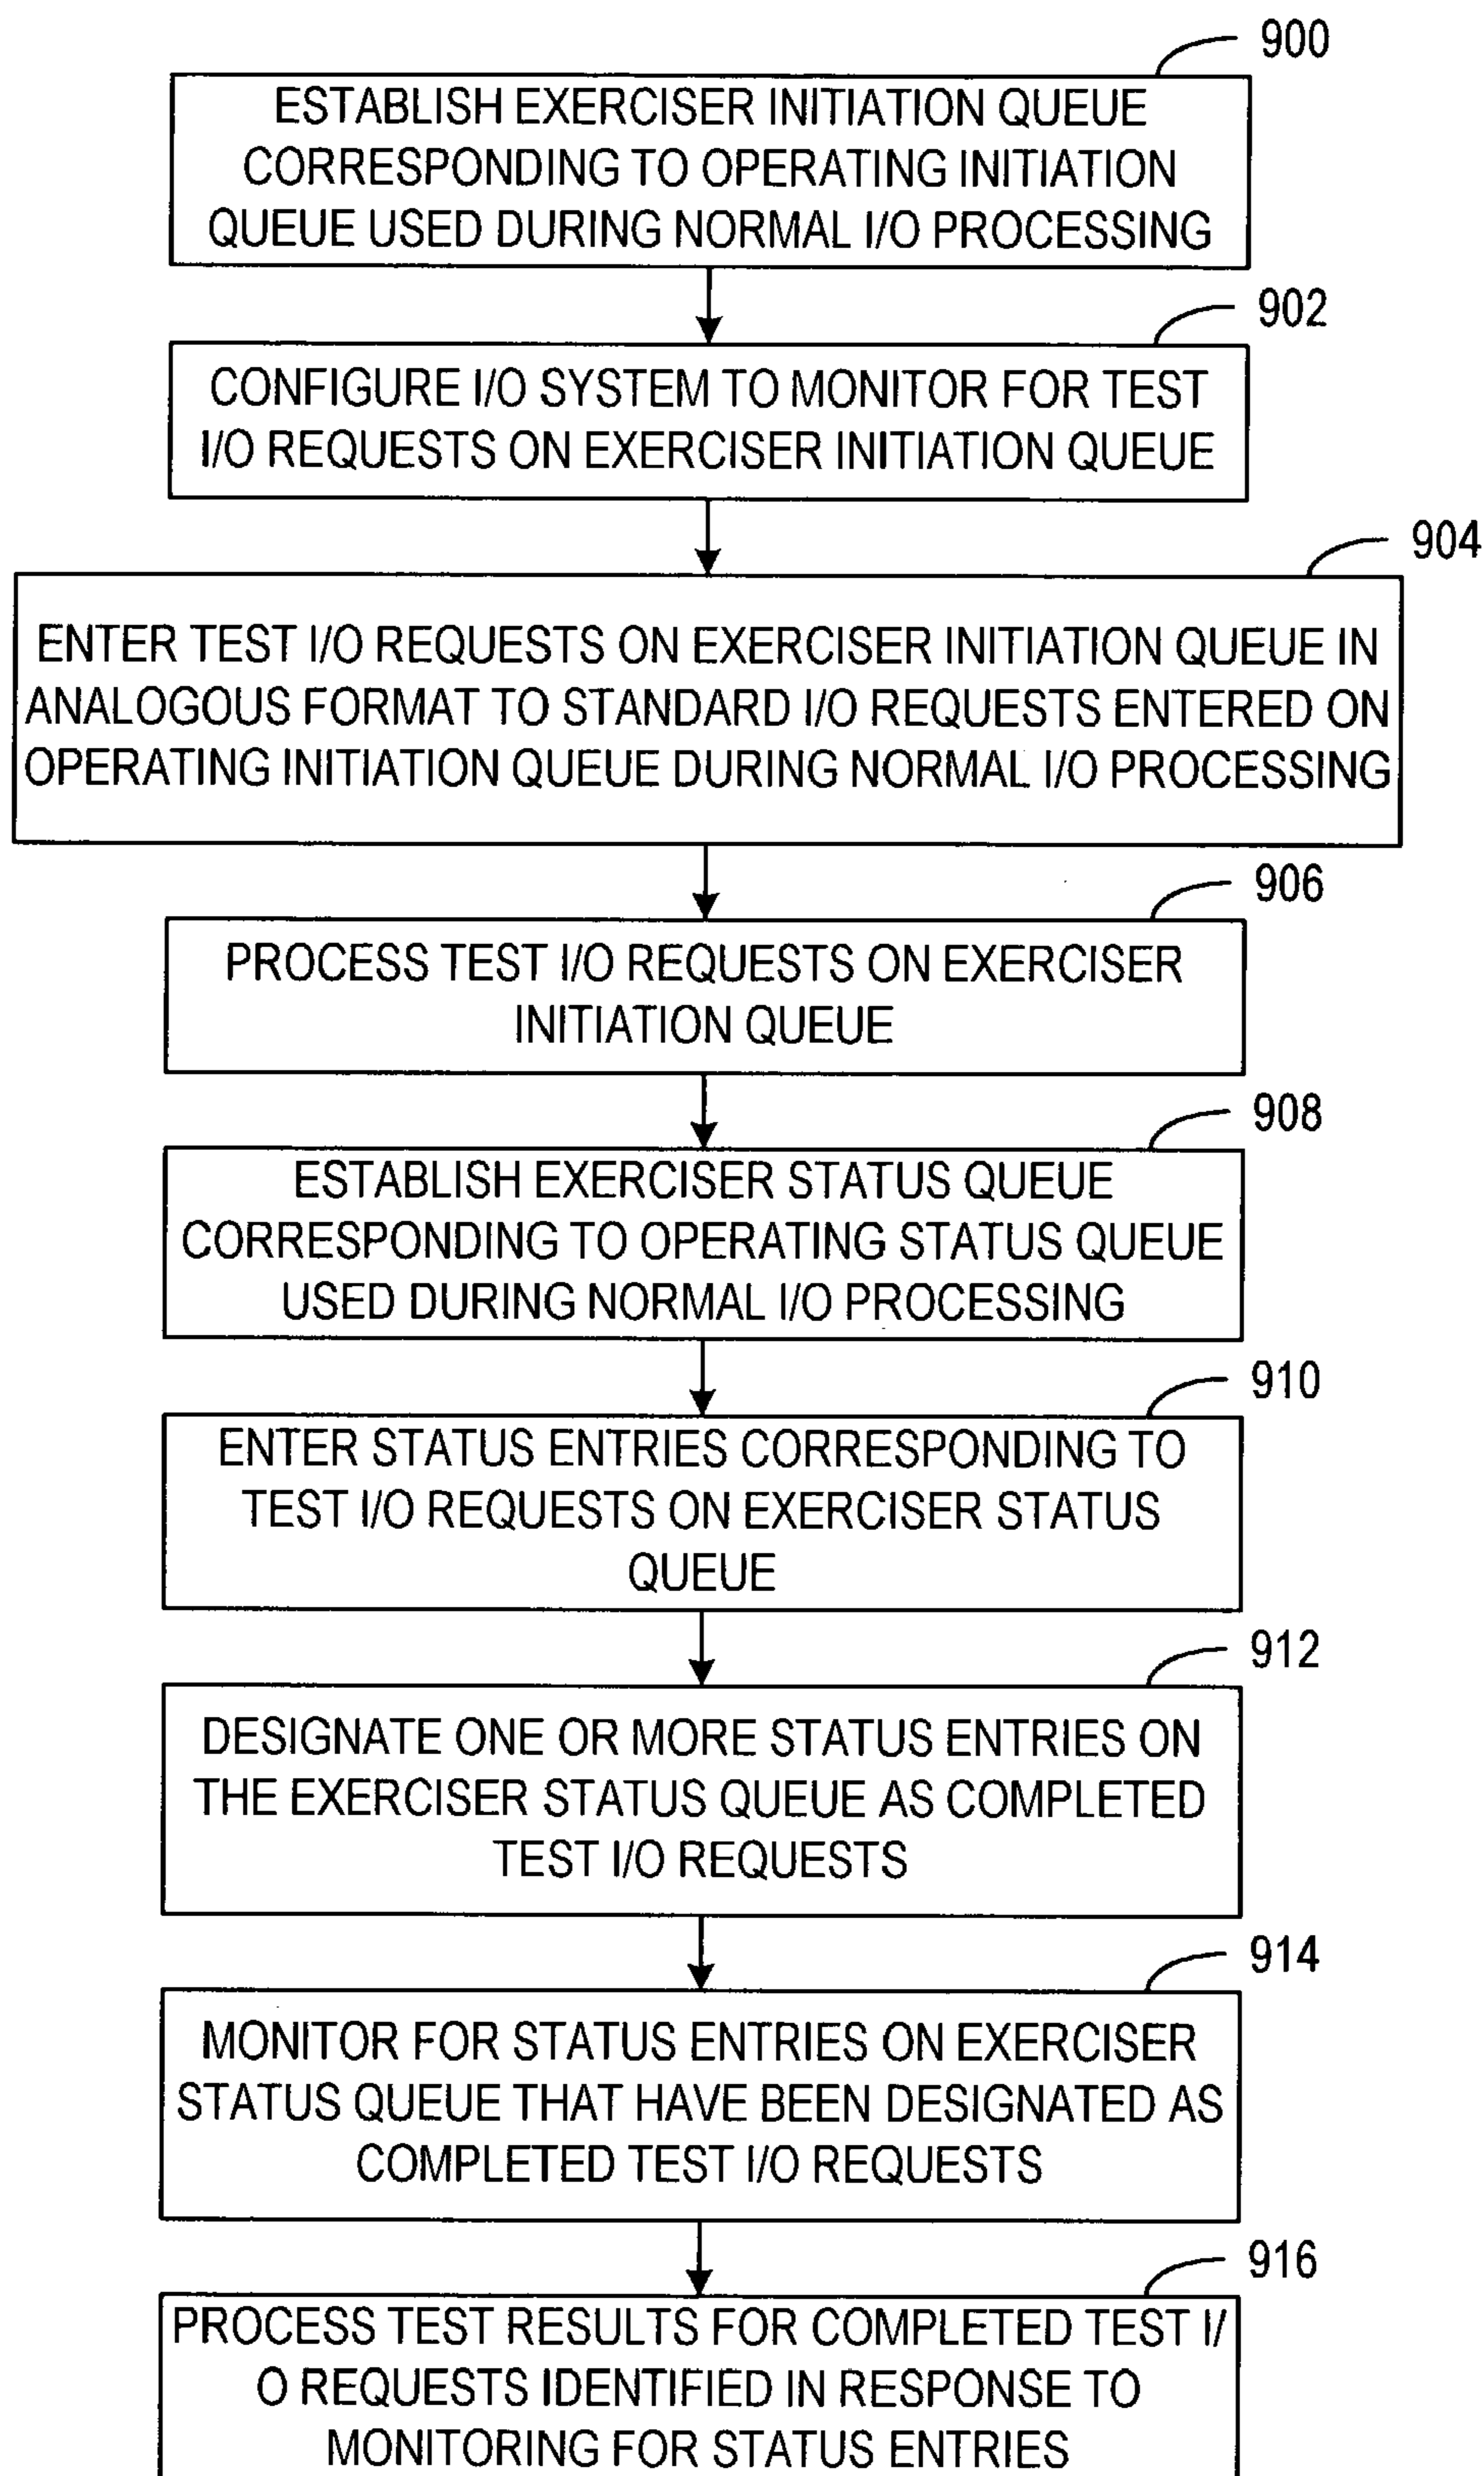 900
ESTABLISH EXERCISER INITIATION QUEUE
CORRESPONDING TO OPERATING INITIATION
QUEUE USED DURING NORMAL I/O PROCESSING
902
CONFIGURE I/O SYSTEM TO MONITOR FOR TEST
I/O REQUESTS ON EXERCISER INITIATION QUEUE
904
ENTER TEST I/O REQUESTS ON EXERCISER INITIATION QUEUE IN
ANALOGOUS FORMAT TO STANDARD I/O REQUESTS ENTERED ON
OPERATING INITIATION QUEUE DURING NORMAL I/O PROCESSING
906
PROCESS TEST I/O REQUESTS ON EXERCISER
INITIATION QUEUE
908
ESTABLISH EXERCISER STATUS QUEUE
CORRESPONDING TO OPERATING STATUS QUEUE
USED DURING NORMAL I/O PROCESSING
910
ENTER STATUS ENTRIES CORRESPONDING TO
TEST I/O REQUESTS ON EXERCISER STATUS
QUEUE
912
DESIGNATE ONE OR MORE STATUS ENTRIES ON
THE EXERCISER STATUS QUEUE AS COMPLETED
TEST I/O REQUESTS
914
MONITOR FOR STATUS ENTRIES ON EXERCISER
STATUS QUEUE THAT HAVE BEEN DESIGNATED AS
COMPLETED TEST I/O REQUESTS
916
PROCESS TEST RESULTS FOR COMPLETED TEST I/
O REQUESTS IDENTIFIED IN RESPONSE TO
MONITORING FOR STATUS ENTRIES